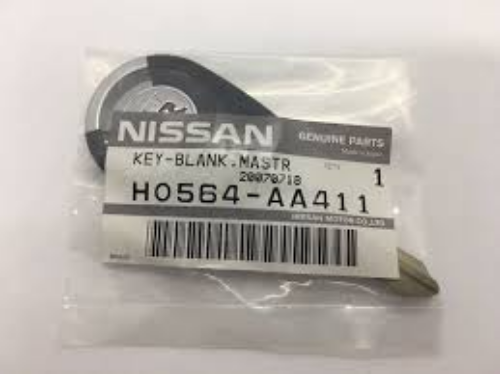 NISSAN GENUINE PARTS
KEY-BLANK.MASTR
1
20070718
H0564-AA411
NISSAN MOTOR CO.,LTD.